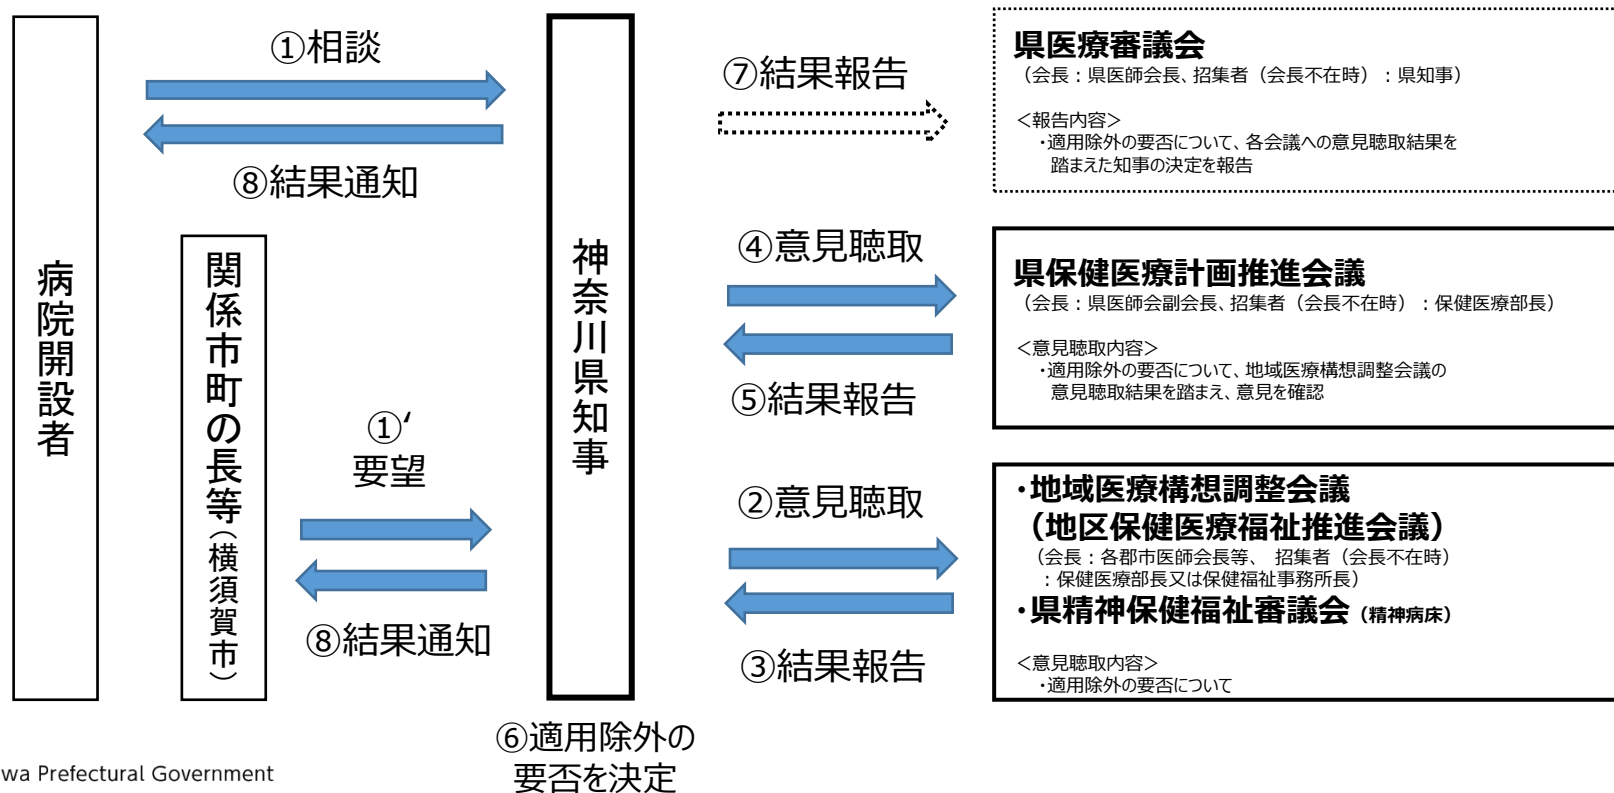 病院開設者
関係市町の長等（横須賀市）
①相談
⑧結果通知
①‘
要望
⑧結果通知
神奈川県知事
⑥適用除外の
要否を決定
⑦結果報告
④意見聴取
⑤結果報告
②意見聴取
③結果報告
県医療審議会
（会長：県医師会長、招集者（会長不在時）：県知事）
＜報告内容＞
・適用除外の要否について、各会議への意見聴取結果を
踏まえた知事の決定を報告
県保健医療計画推進会議
（会長：県医師会副会長、招集者（会長不在時）：保健医療部長）
＜意見聴取内容＞
・適用除外の要否について、地域医療構想調整会議の
意見聴取結果を踏まえ、意見を確認
・地域医療構想調整会議
（地区保健医療福祉推進会議）
（会長：各郡市医師会長等、 招集者（会長不在時）
：保健医療部長又は保健福祉事務所長）
・県精神保健福祉審議会（精神病床）
＜意見聴取内容＞
・適用除外の要否について
wa Prefectural Government